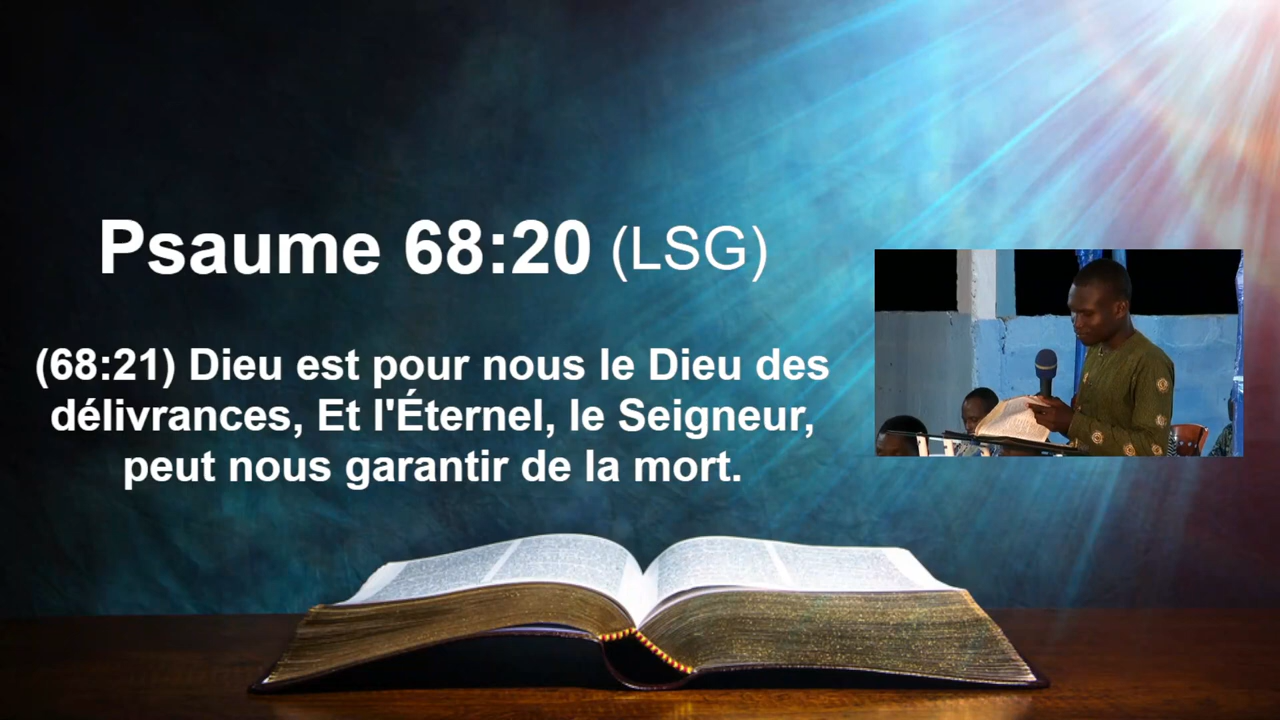 Psaume 68:20 (LSG)
(68:21) Dieu est pour nous le Dieu des
délivrances, Et l'Éternel, le Seigneur,
peut nous garantir de la mort.